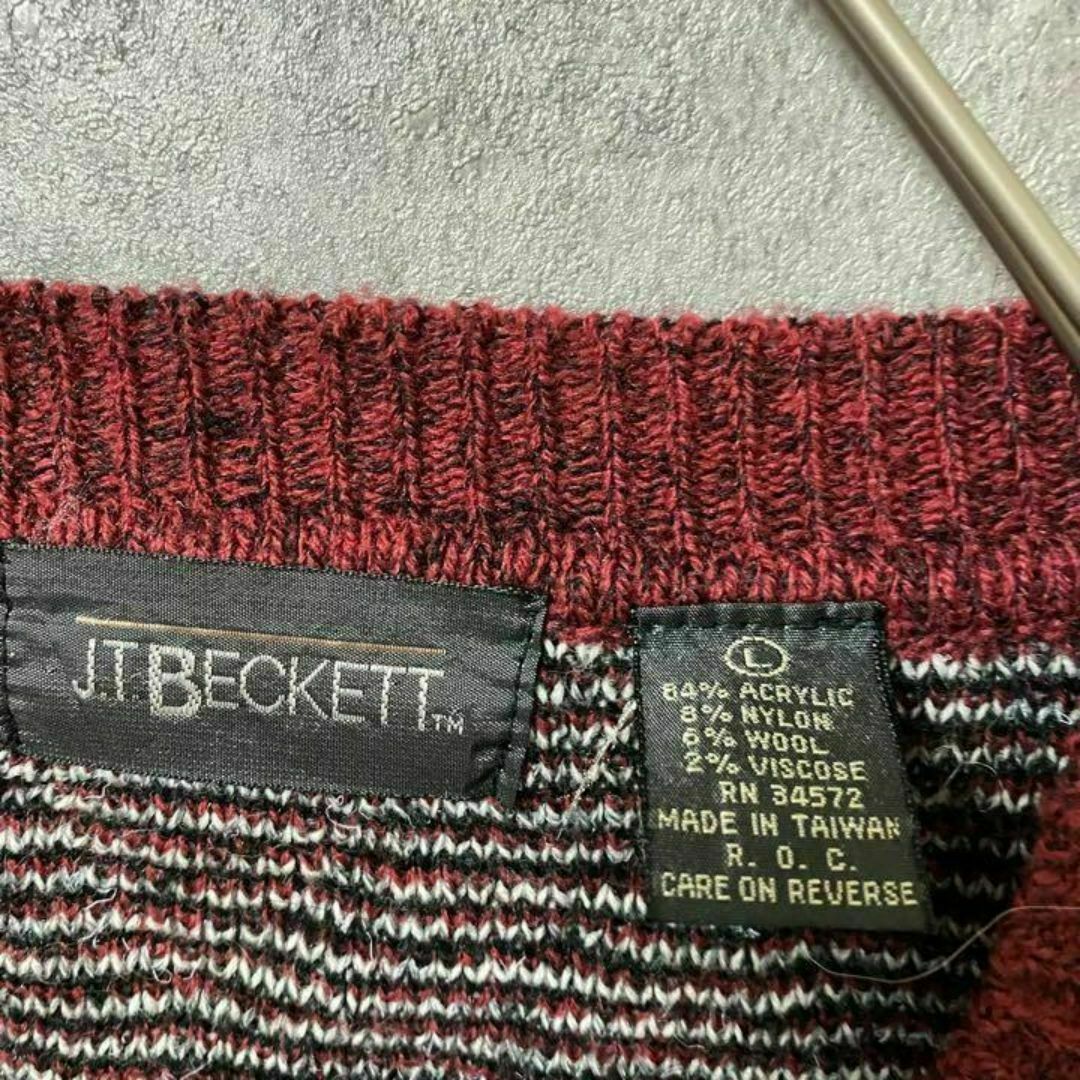 J.T.BECKETT™
L
84% ACRYLIC
8% NYLON
6% WOOL
2% VISCOSE
RN 34572
MADE IN TAIWAN
R. O. C.
CARE ON REVERSE